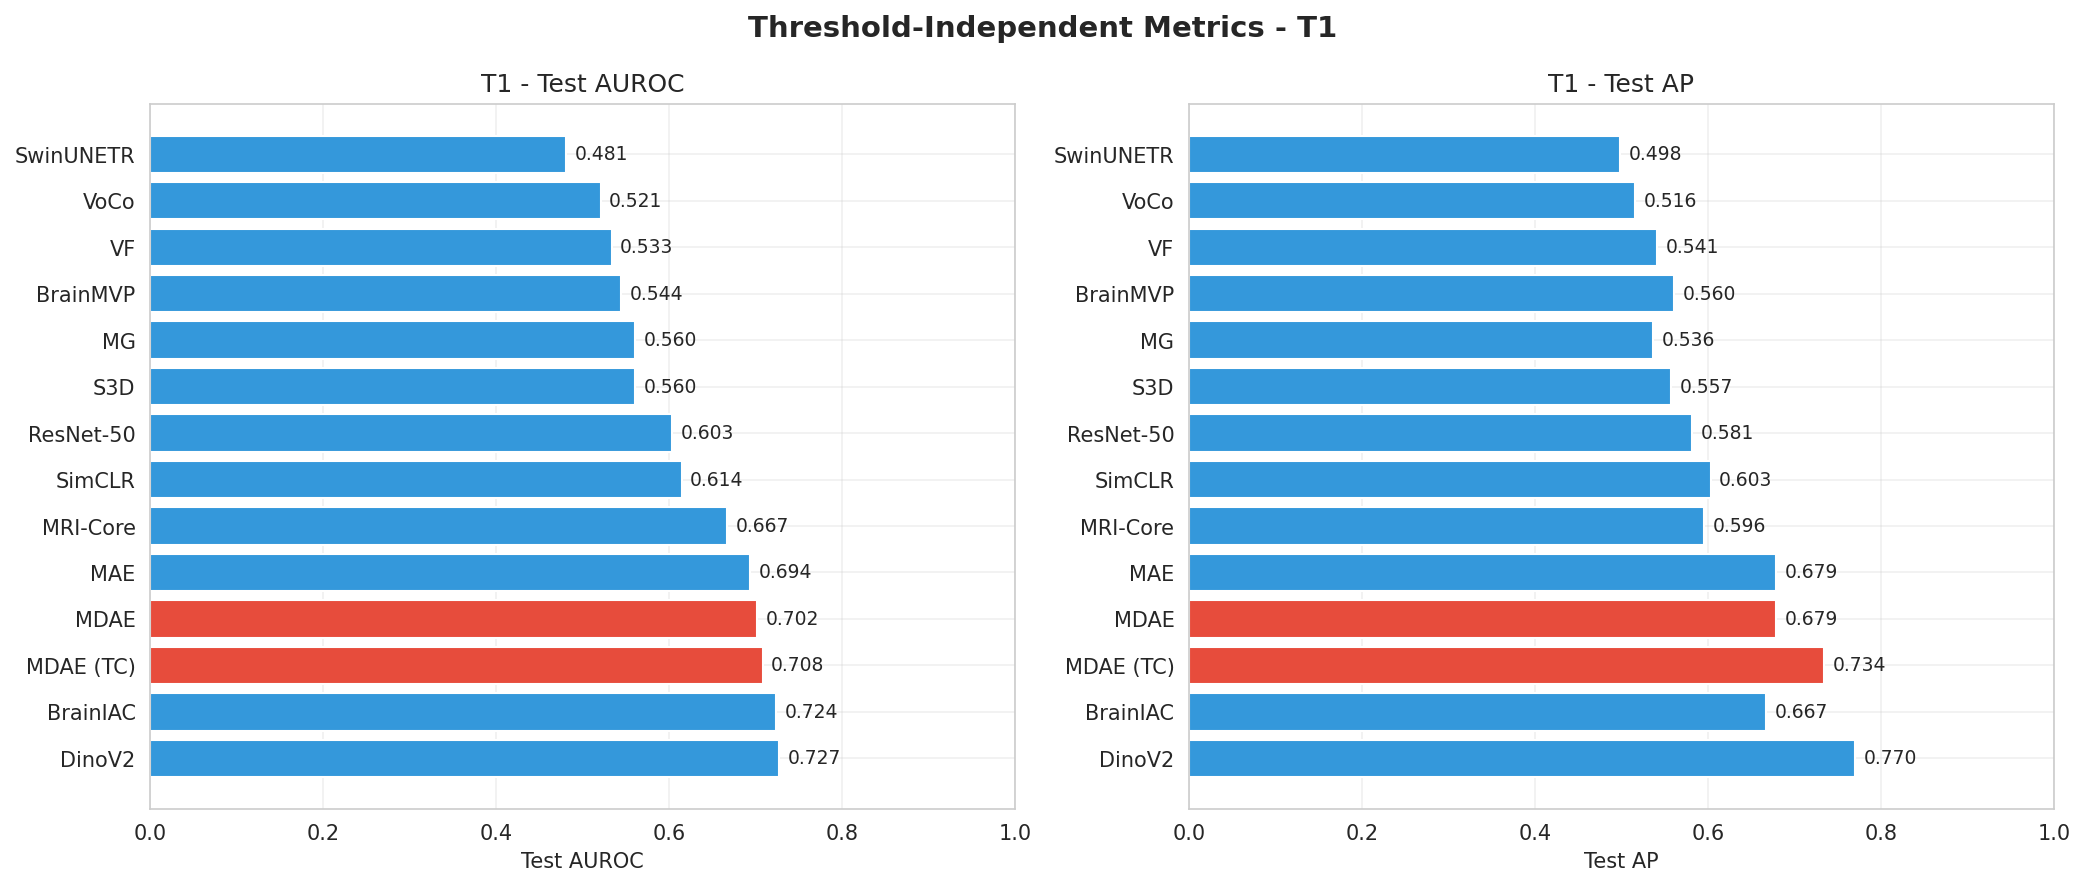 Threshold-Independent Metrics - T1
T1 - Test AUROC
SwinUNETR 0.481
VoCo 0.521
VF 0.533
BrainMVP 0.544
MG 0.560
S3D 0.560
ResNet-50 0.603
SimCLR 0.614
MRI-Core 0.667
MAE 0.694
MDAE 0.702
MDAE (TC) 0.708
BrainIAC 0.724
DinoV2 0.727
0.0 0.2 0.4 0.6 0.8 1.0
Test AUROC
T1 - Test AP
SwinUNETR 0.498
VoCo 0.516
VF 0.541
BrainMVP 0.560
MG 0.536
S3D 0.557
ResNet-50 0.581
SimCLR 0.603
MRI-Core 0.596
MAE 0.679
MDAE 0.679
MDAE (TC) 0.734
BrainIAC 0.667
DinoV2 0.770
0.0 0.2 0.4 0.6 0.8 1.0
Test AP